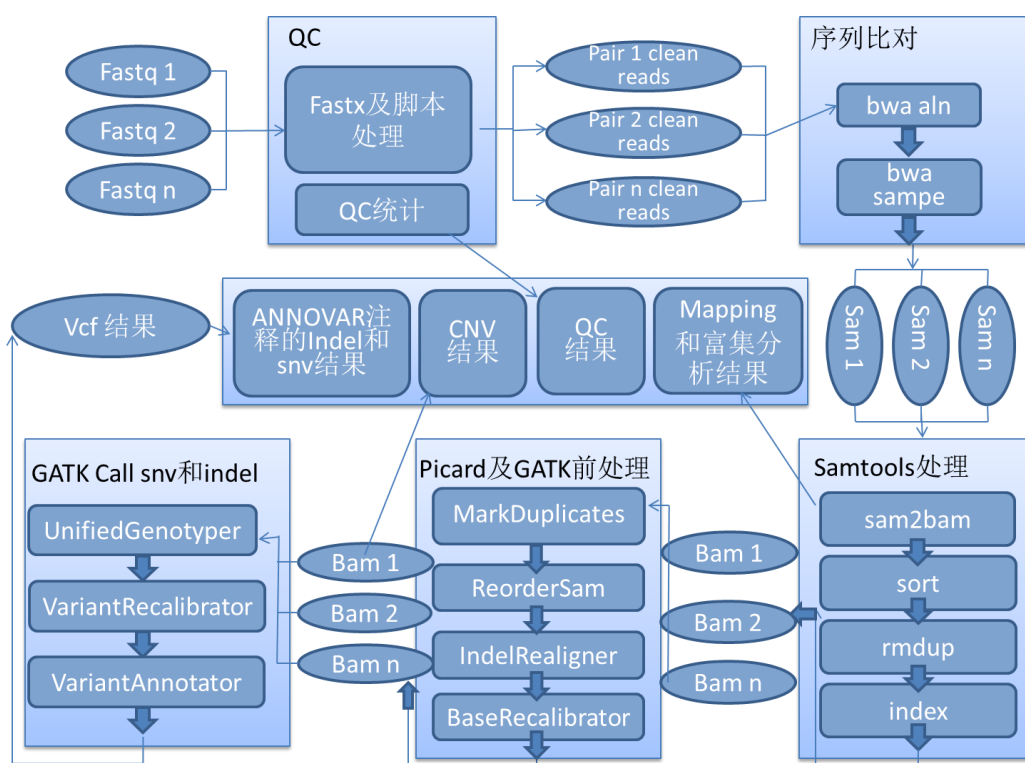 QC
Fastq 1
Fastq 2
Fastq n
Fastx及脚本
处理
QC统计
Pair 1 clean
reads
Pair 2 clean
reads
Pair n clean
reads
序列比对
bwa aln
bwa
sampe
Sam 1
Sam 2
Sam n
Vcf 结果
ANNOVAR注
释的Indel和
snv结果
CNV
结果
QC
结果
Mapping
和富集分
析结果
GATK Call snv和indel
UnifiedGenotyper
VariantRecalibrator
VariantAnnotator
Bam 1
Bam 2
Bam n
Picard及GATK前处理
MarkDuplicates
ReorderSam
IndelRealigner
BaseRecalibrator
Bam 1
Bam 2
Bam n
Samtools处理
sam2bam
sort
rmdup
index